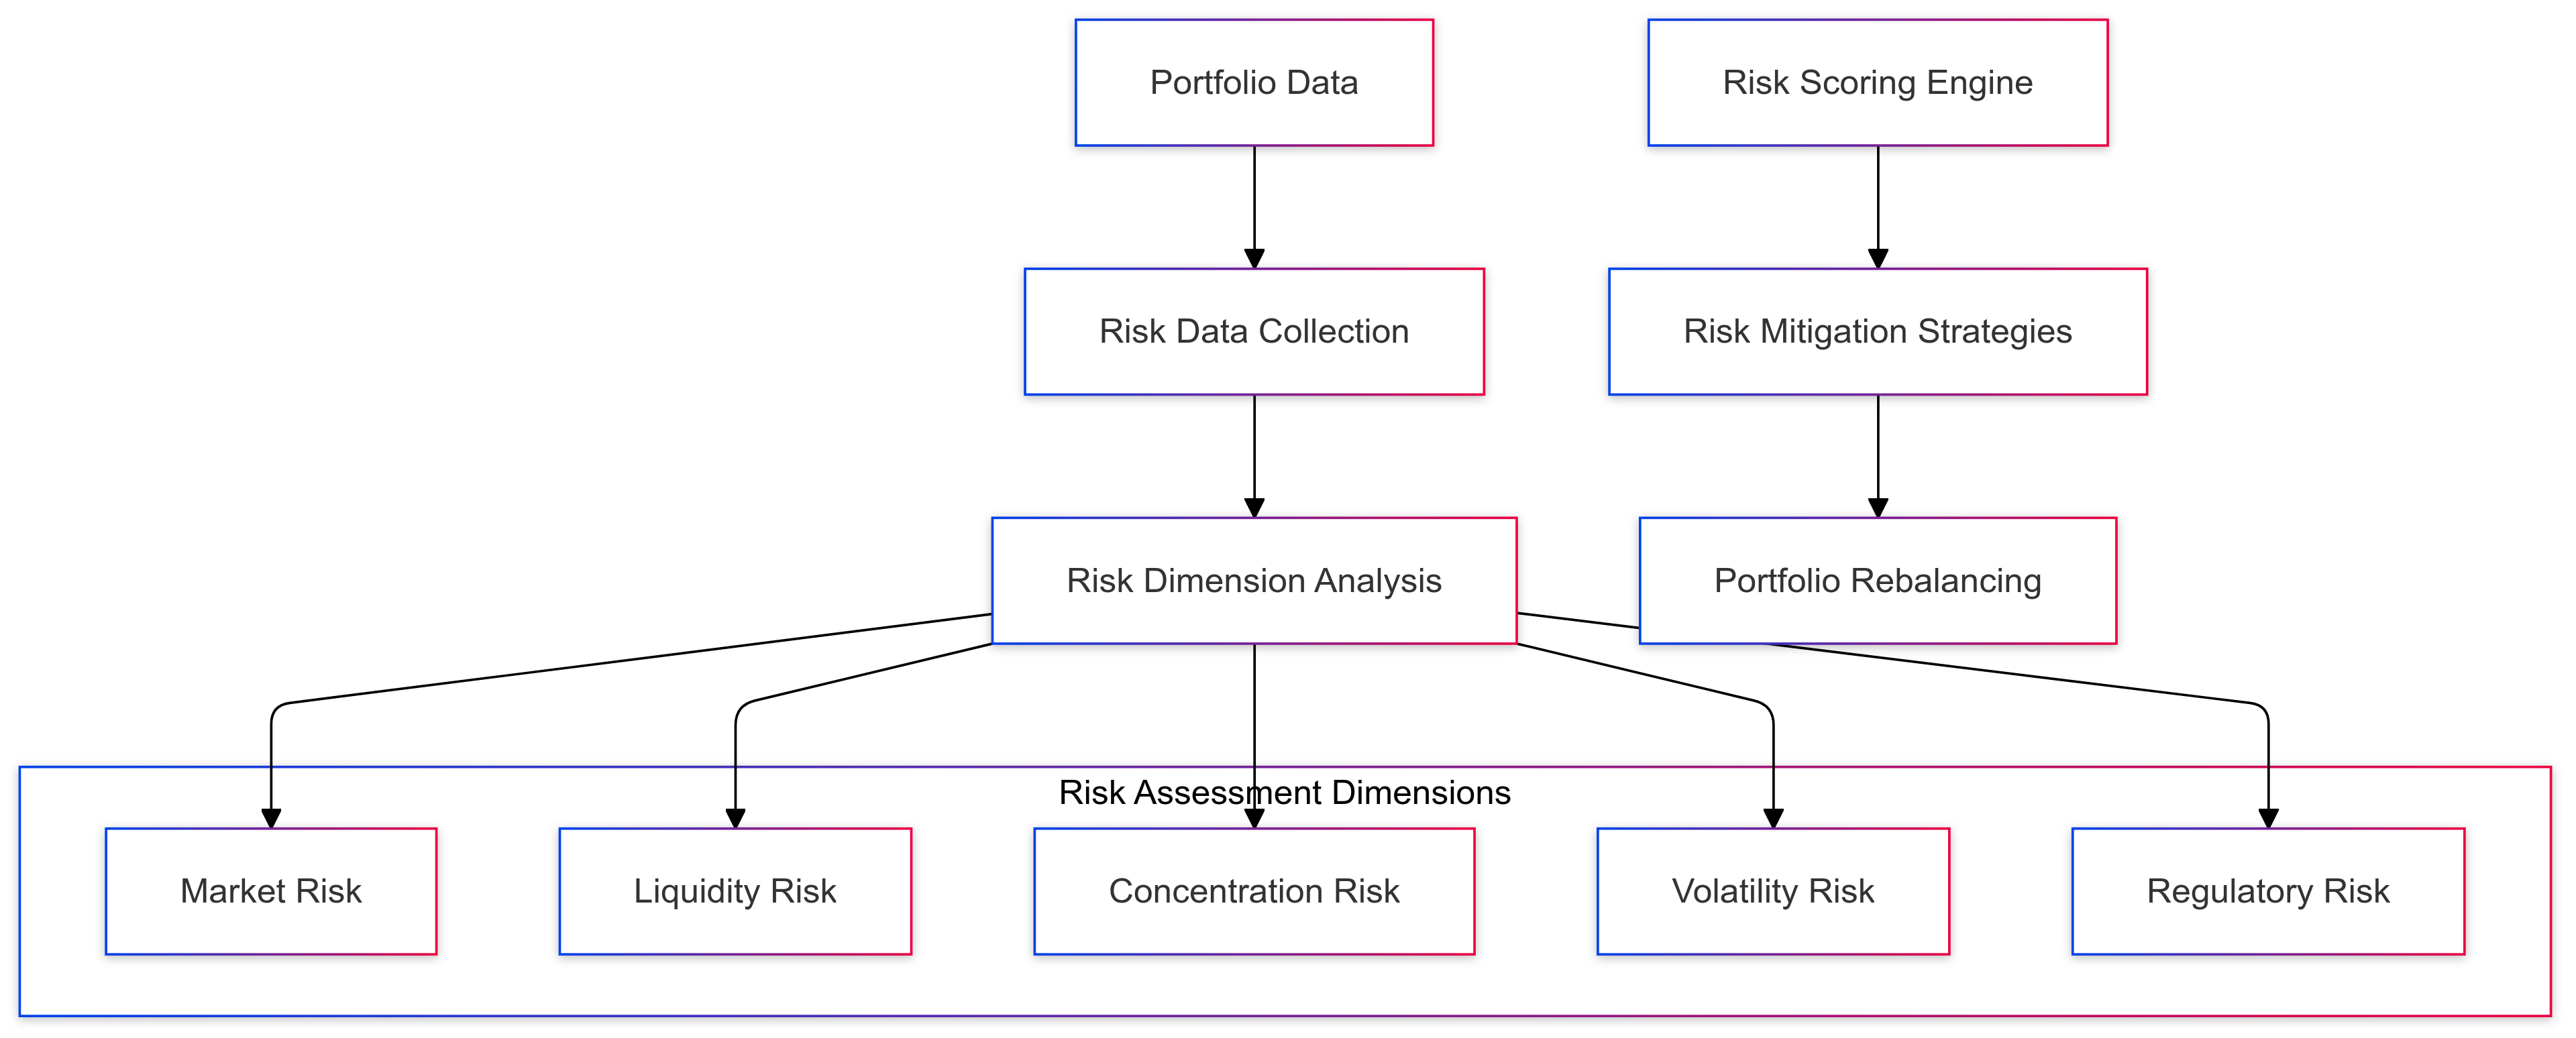 Portfolio Data
Risk Scoring Engine
Risk Data Collection
Risk Mitigation Strategies
Risk Dimension Analysis
Portfolio Rebalancing
Risk Assessment Dimensions
Market Risk
Liquidity Risk
Concentration Risk
Volatility Risk
Regulatory Risk